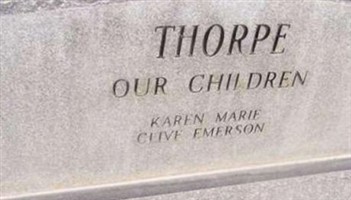 THORPE
OUR CHILDREN
KAREN MARIE
CLIVE EMERSON